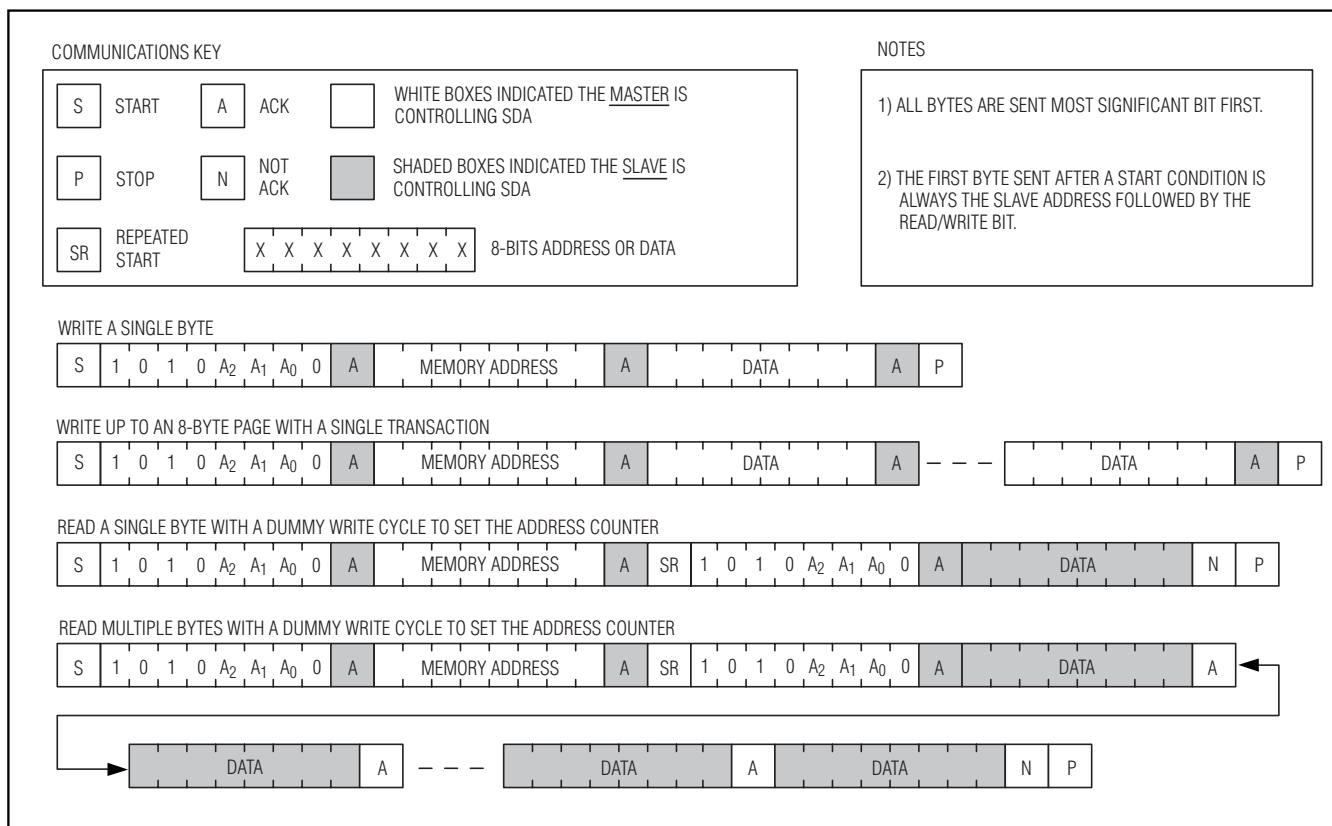 COMMUNICATIONS KEY
S START A ACK WHITE BOXES INDICATED THE MASTER IS
CONTROLLING SDA
P STOP N NOT
ACK SHADED BOXES INDICATED THE SLAVE IS
CONTROLLING SDA
SR REPEATED
START X X X X X X X X 8-BITS ADDRESS OR DATA
NOTES
1) ALL BYTES ARE SENT MOST SIGNIFICANT BIT FIRST.
2) THE FIRST BYTE SENT AFTER A START CONDITION IS
ALWAYS THE SLAVE ADDRESS FOLLOWED BY THE
READ/WRITE BIT.
WRITE A SINGLE BYTE
S 1 0 1 0 A2 A1 A0 0 A MEMORY ADDRESS A DATA A P
WRITE UP TO AN 8-BYTE PAGE WITH A SINGLE TRANSACTION
S 1 0 1 0 A2 A1 A0 0 A MEMORY ADDRESS A DATA A DATA A P
READ A SINGLE BYTE WITH A DUMMY WRITE CYCLE TO SET THE ADDRESS COUNTER
S 1 0 1 0 A2 A1 A0 0 A MEMORY ADDRESS A SR 1 0 1 0 A2 A1 A0 0 A DATA N P
READ MULTIPLE BYTES WITH A DUMMY WRITE CYCLE TO SET THE ADDRESS COUNTER
S 1 0 1 0 A2 A1 A0 0 A MEMORY ADDRESS A SR 1 0 1 0 A2 A1 A0 0 A DATA A
DATA A DATA A DATA N P